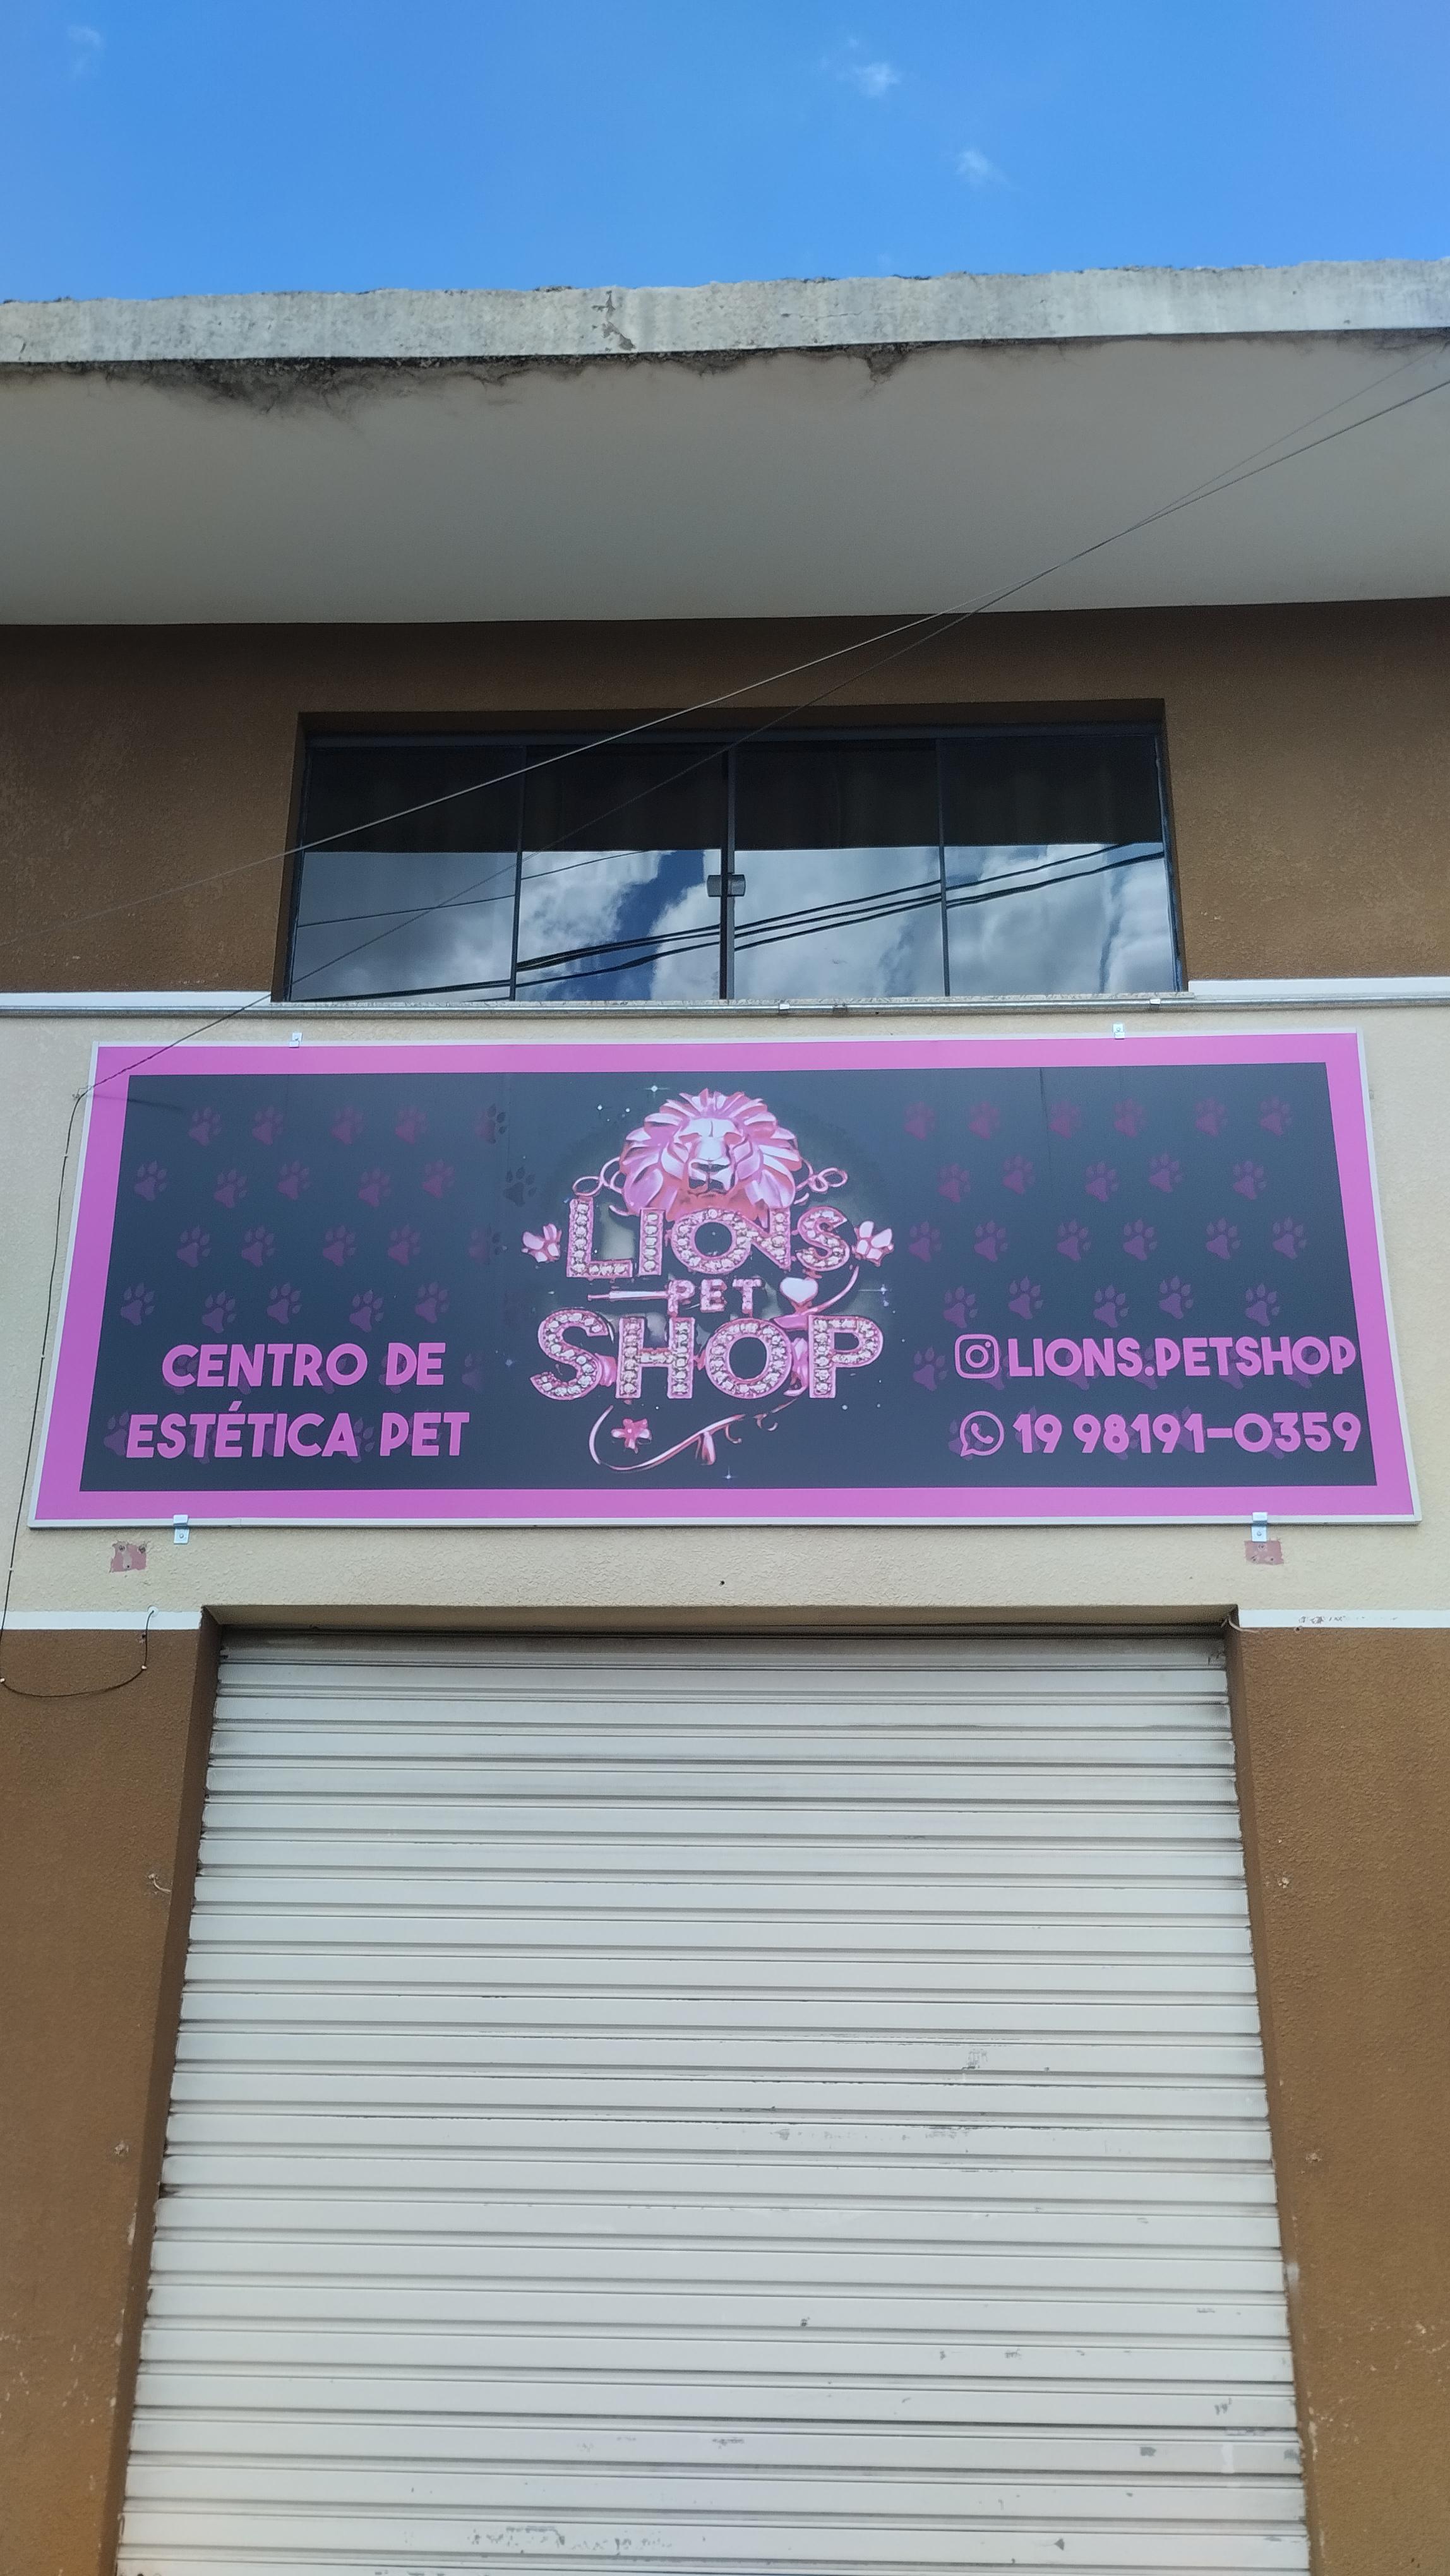 LIONS
PET
SHOP
CENTRO DE
ESTÉTICA PET
LIONS.PETSHOP
19 98191-0359